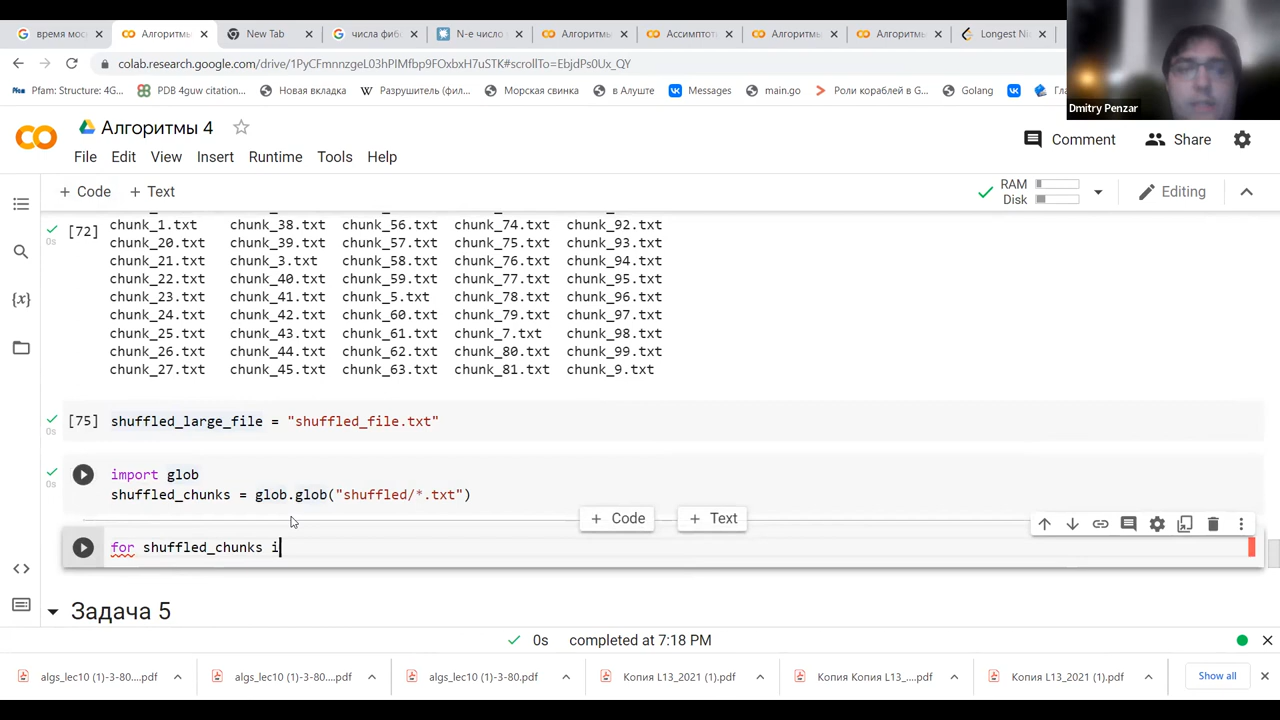 время мос
Алгоритмы
New Tab
числа фибо
N-е число д
Алгоритм
Ассимптот
Алгоритм
Алгоритм
Longest Ni
colab.research.google.com/drive/1PyCFmnnzgeL03hPIMfbp9FOxbxH7uSTK#scrollTo=EbjdPs0Ux_QY
Pfam: Structure: 4G...
PDB 4guw citation...
Новая вкладка
Разрушитель (фил...
Морская свинка
в Алуште
Messages
main.go
Роли кораблей в G...
Golang
Dmitry Penzar
Алгоритмы 4
Comment
Share
File Edit View Insert Runtime Tools Help
+ Code + Text
RAM
Disk
Editing
[72]
chunk_1.txt chunk_38.txt chunk_56.txt chunk_74.txt chunk_92.txt
chunk_20.txt chunk_39.txt chunk_57.txt chunk_75.txt chunk_93.txt
chunk_21.txt chunk_3.txt chunk_58.txt chunk_76.txt chunk_94.txt
chunk_22.txt chunk_40.txt chunk_59.txt chunk_77.txt chunk_95.txt
chunk_23.txt chunk_41.txt chunk_5.txt chunk_78.txt chunk_96.txt
chunk_24.txt chunk_42.txt chunk_60.txt chunk_79.txt chunk_97.txt
chunk_25.txt chunk_43.txt chunk_61.txt chunk_7.txt chunk_98.txt
chunk_26.txt chunk_44.txt chunk_62.txt chunk_80.txt chunk_99.txt
chunk_27.txt chunk_45.txt chunk_63.txt chunk_81.txt chunk_9.txt
0s
[75] shuffled_large_file = "shuffled_file.txt"
0s
import glob
0s
shuffled_chunks = glob.glob("shuffled/*.txt")
+ Code + Text
for shuffled_chunks i
Задача 5
0s completed at 7:18 PM
algs_lec10 (1)-3-80....pdf
algs_lec10 (1)-3-80....pdf
algs_lec10 (1)-3-80.pdf
Копия L13_2021 (1).pdf
Копия Копия L13_....pdf
Копия L13_2021 (1).pdf
Show all